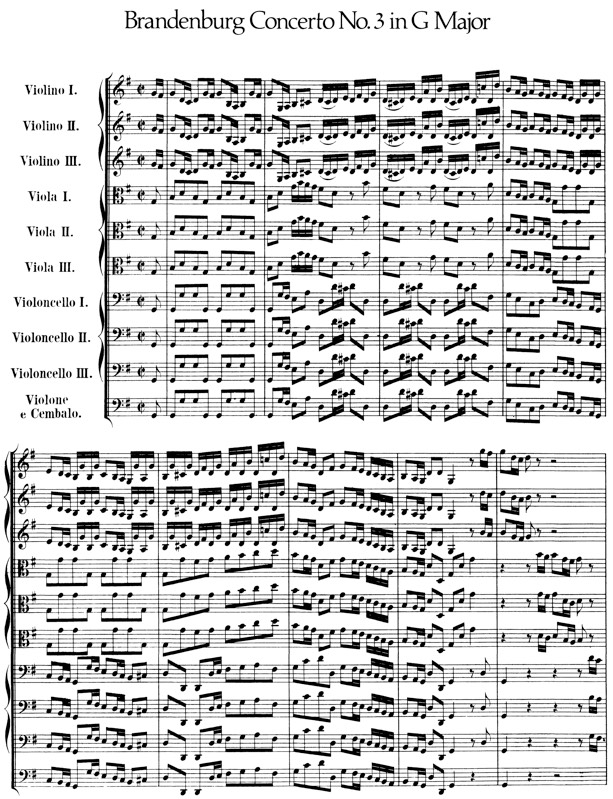 Brandenburg Concerto No. 3 in G Major
Violino I.
Violino II.
Violino III.
Viola I.
Viola II.
Viola III.
Violoncello I.
Violoncello II.
Violoncello III.
Violone
e Cembalo.